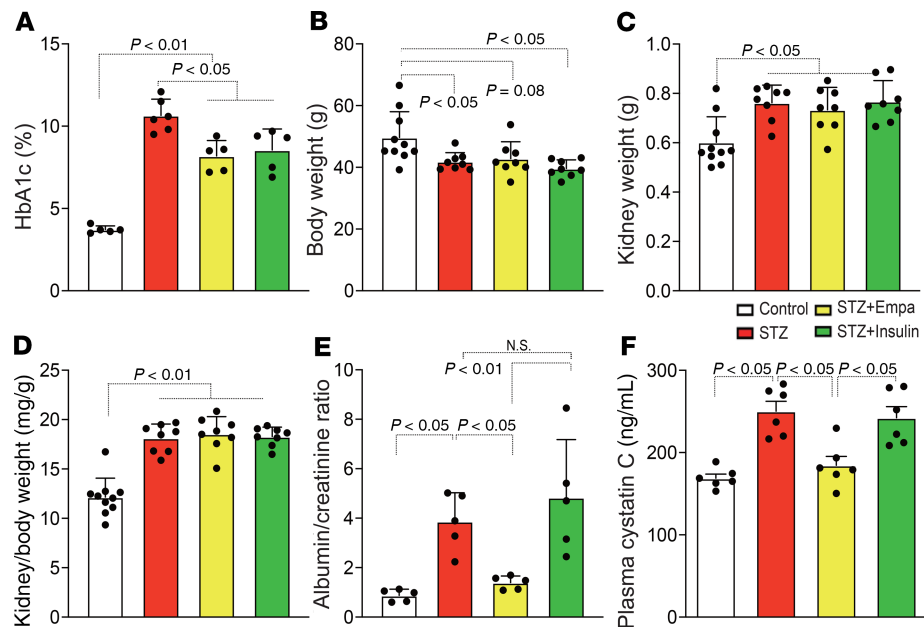 A
HbA1c (%)
15
10
5
0
P < 0.01
P < 0.05
B
Body weight (g)
80
60
40
20
0
P < 0.05
P < 0.05
P = 0.08
C
Kidney weight (g)
1.0
0.8
0.6
0.4
0.2
0.0
P < 0.05
Control
STZ+Empa
STZ
STZ+Insulin
D
Kidney/body weight (mg/g)
25
20
15
10
5
0
P < 0.01
E
Albumin/creatinine ratio
10
8
6
4
2
0
N.S.
P < 0.01
P < 0.05
P < 0.05
F
Plasma cystatin C (ng/mL)
300
200
100
0
P < 0.05
P < 0.05
P < 0.05